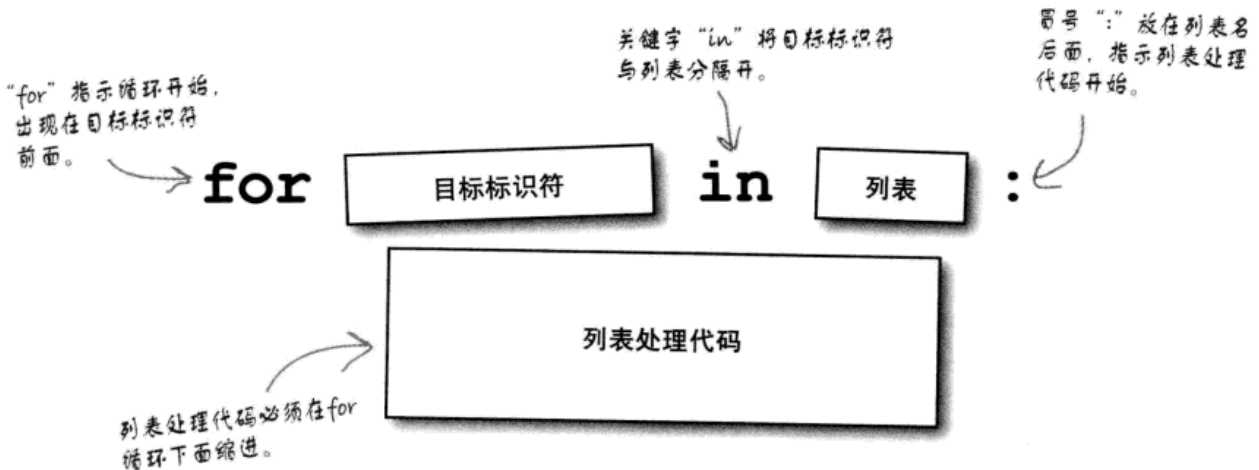 “for”指示循环开始，
出现在目标标识符
前面。
关键字“in”将目标标识符
与列表分隔开。
冒号“:”放在列表名
后面，指示列表处理
代码开始。
for 目标标识符 in 列表 :
列表处理代码
列表处理代码必须在for
循环下面缩进。